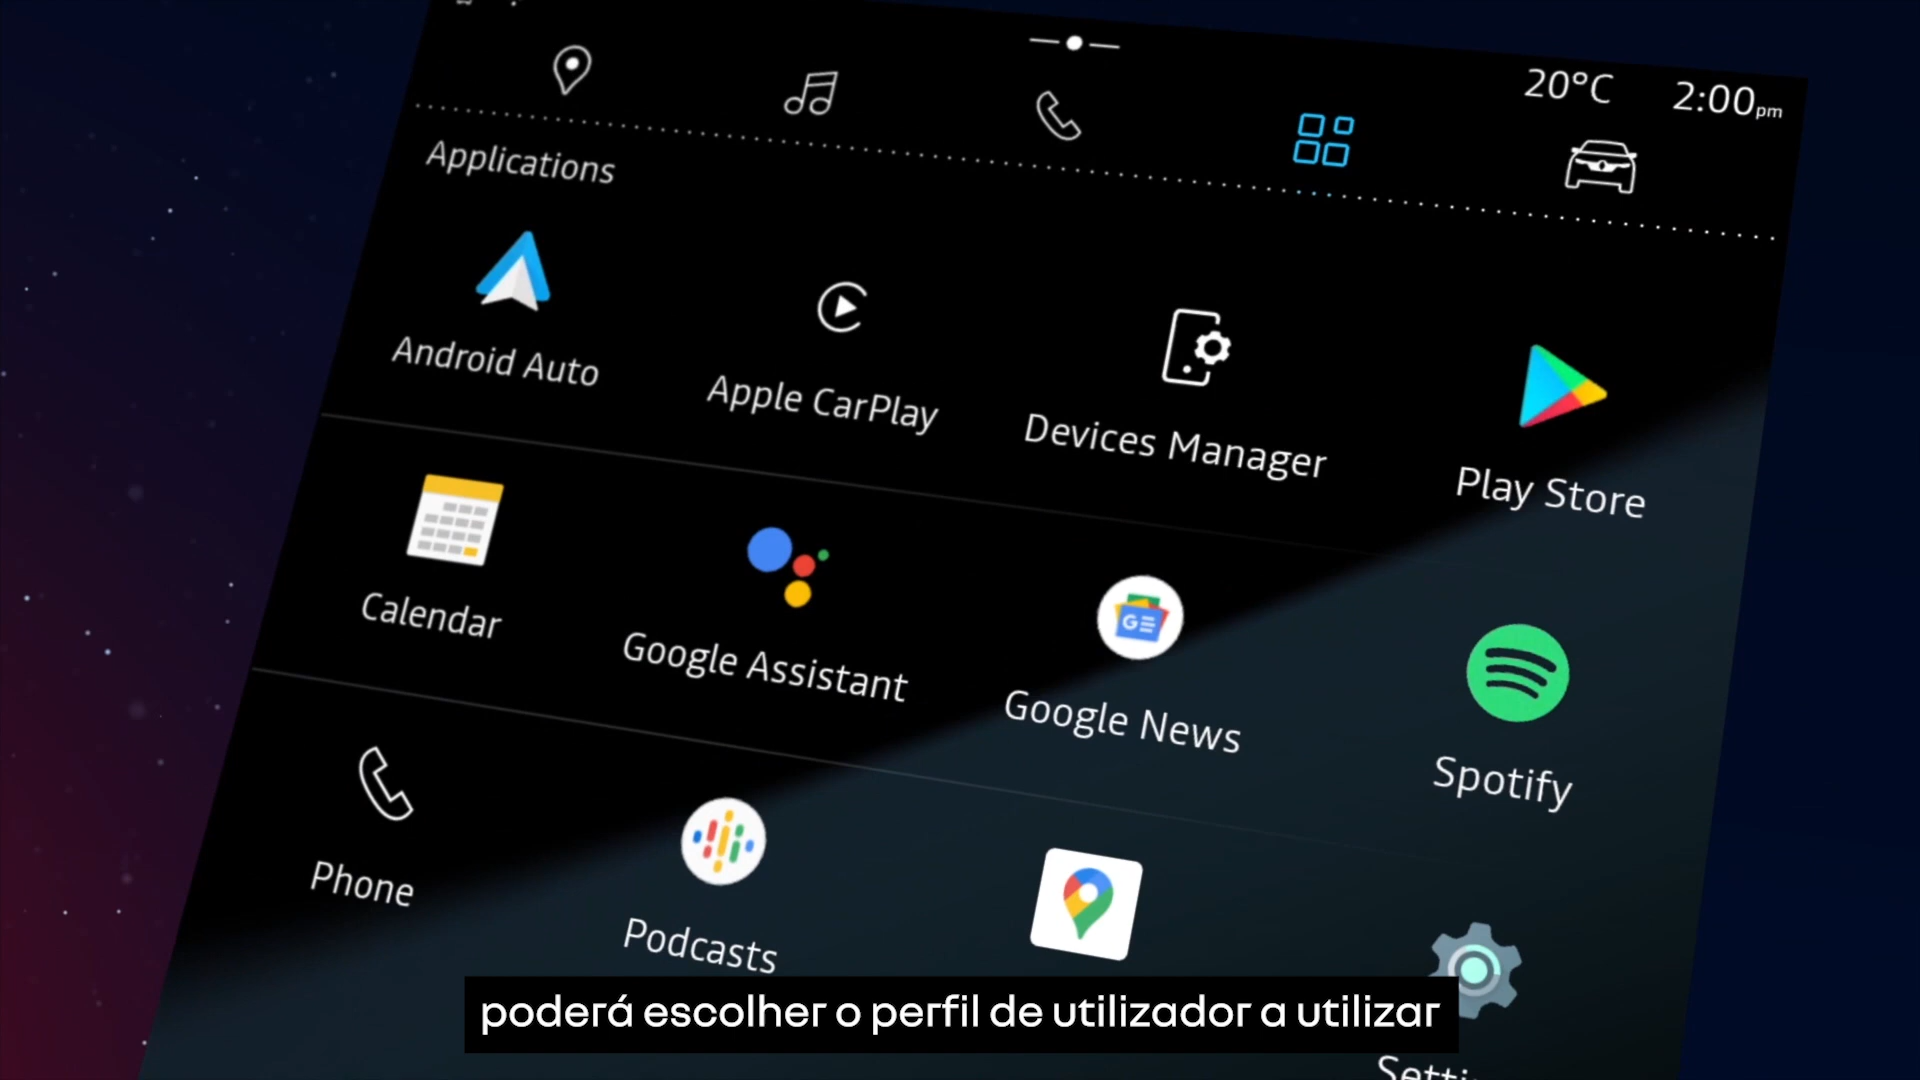 20°C 2:00pm
Applications
Android Auto
Apple CarPlay
Devices Manager
Play Store
Calendar
Google Assistant
Google News
Spotify
Phone
Podcasts
poderá escolher o perfil de utilizador a utilizar